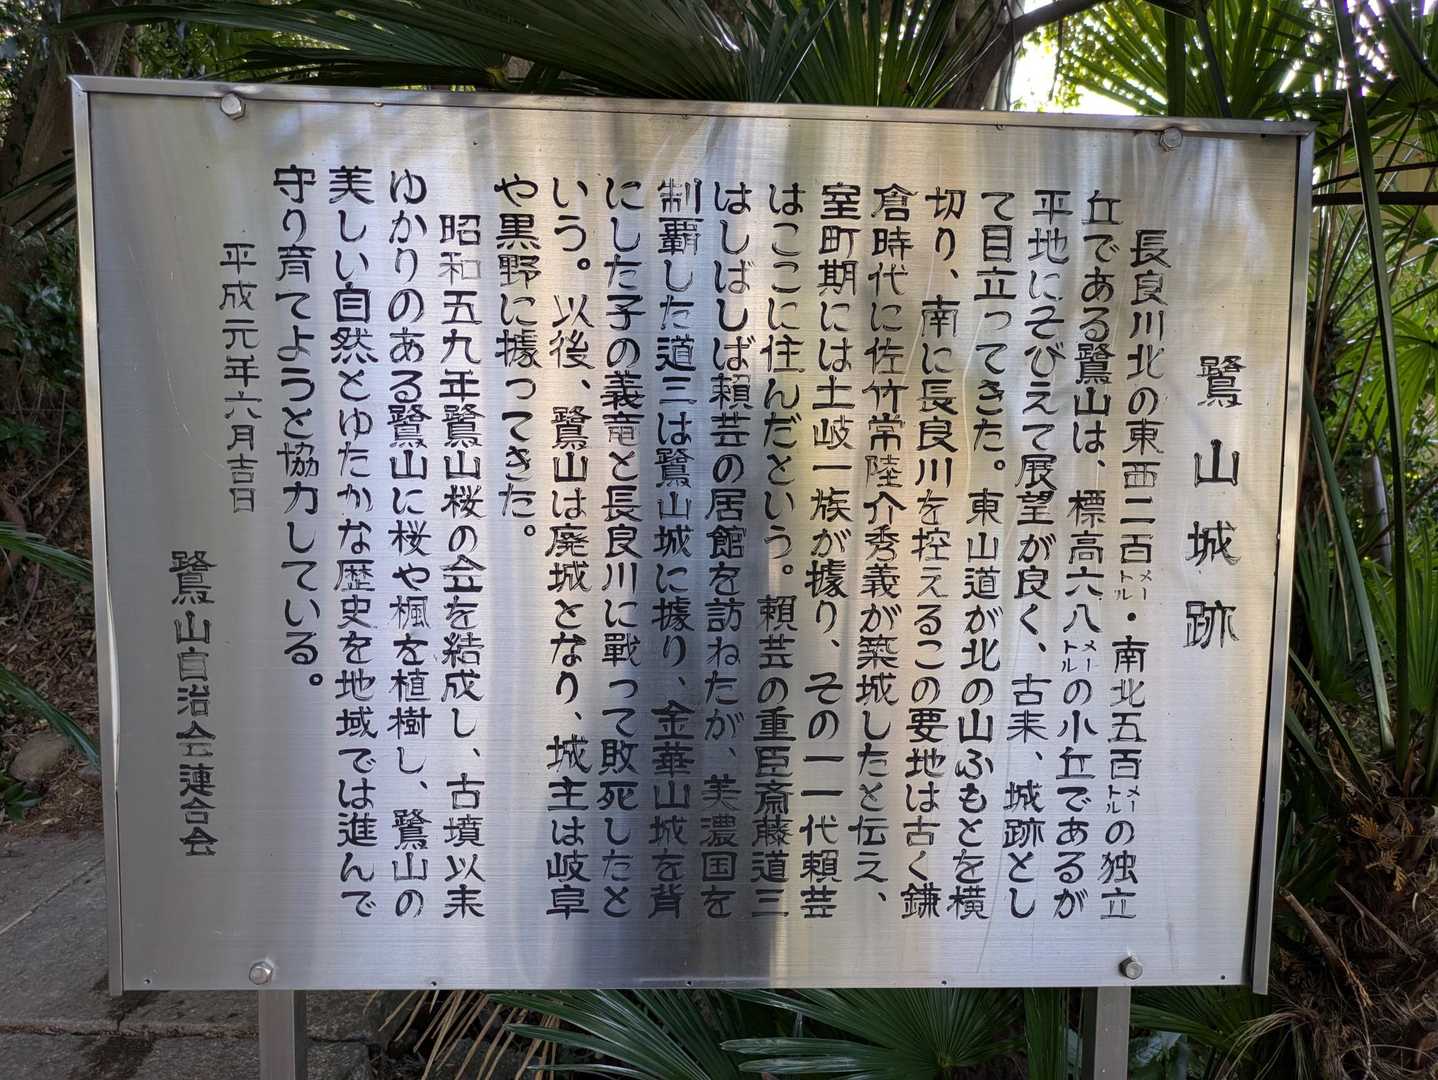 鷺山城跡
長良川北の東西二百メートル・南北五百メートルの独立
丘である鷺山は、標高六八メートルの小丘であるが
平地にそびえて展望が良く、古来、城跡とし
て目立ってきた。東山道が北の山ふもとを横
切り、南に長良川を控えるこの要地は古く鎌
倉時代に佐竹常陸介秀義が築城したと伝え、
室町期には土岐一族が據り、その一一代頼芸
はここに住んだという。頼芸の重臣斎藤道三
はしばしば頼芸の居館を訪ねたが、美濃国を
制覇した道三は鷺山城に據り、金華山城を背
にした子の義竜と長良川に戰って敗死したと
いう。以後、鷺山は廃城となり、城主は岐阜
や黒野に據ってきた。
昭和五九年鷺山桜の会を結成し、古墳以来
ゆかりのある鷺山に桜や楓を植樹し、鷺山の
美しい自然とゆたかな歴史を地域では進んで
守り育てようと協力している。
平成元年六月吉日
鷺山自治会連合会